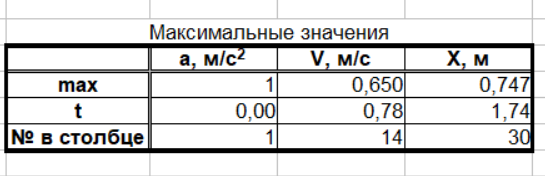 Максимальные значения
a, м/с² V, м/с X, м
max 1 0,650 0,747
t 0,00 0,78 1,74
№ в столбце 1 14 30